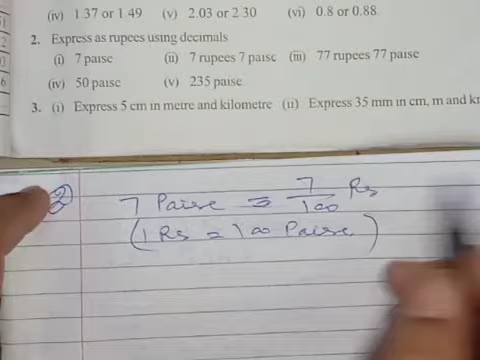 (iv) 1.37 or 1.49 (v) 2.03 or 2.30 (vi) 0.8 or 0.88.
2. Express as rupees using decimals
(i) 7 paise (ii) 7 rupees 7 paise (iii) 77 rupees 77 paise
(iv) 50 paise (v) 235 paise.
3. (i) Express 5 cm in metre and kilometre (ii) Express 35 mm in cm, m and
② 7 Paise = 7/100 Rs
(1 Rs = 100 Paise)